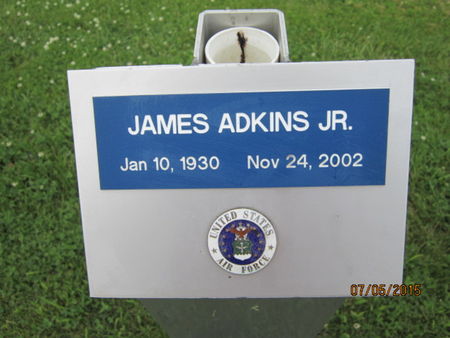 JAMES ADKINS JR.
Jan 10, 1930 Nov 24, 2002
UNITED STATES
AIR FORCE
07/05/2015